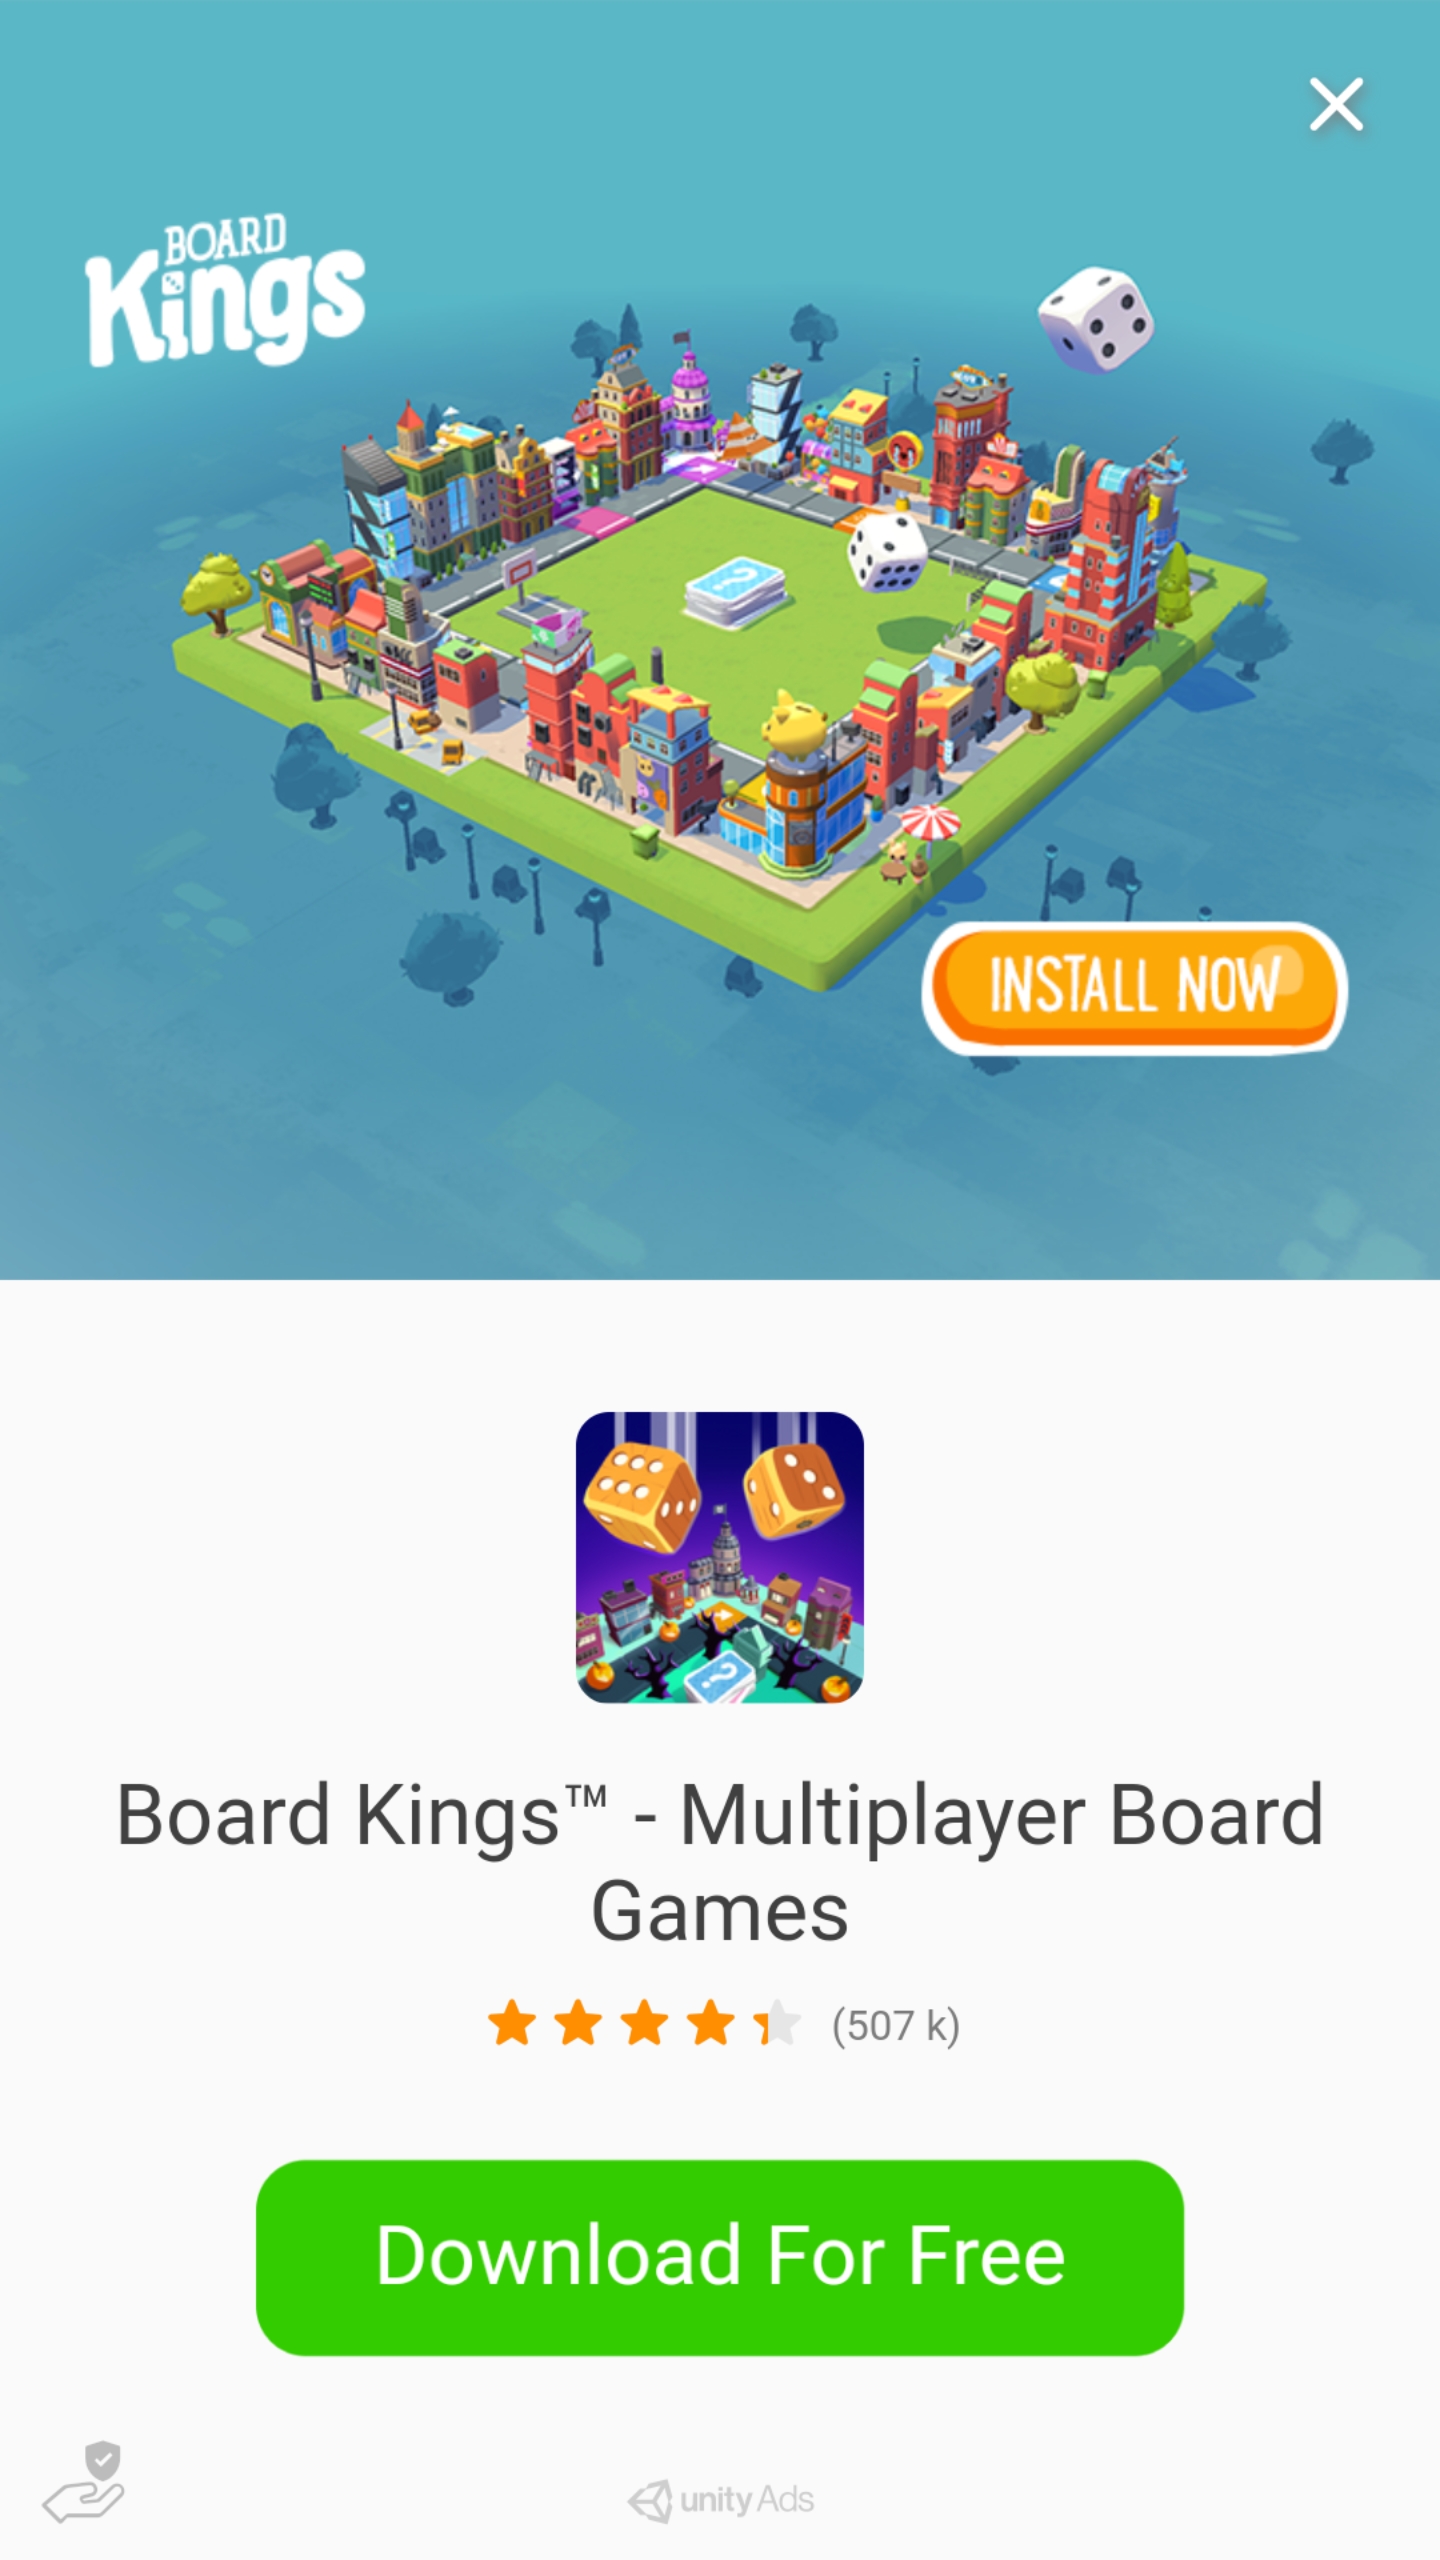 BOARD
Kings
INSTALL NOW
Board Kings™ - Multiplayer Board
Games
(507 k)
Download For Free
unity Ads